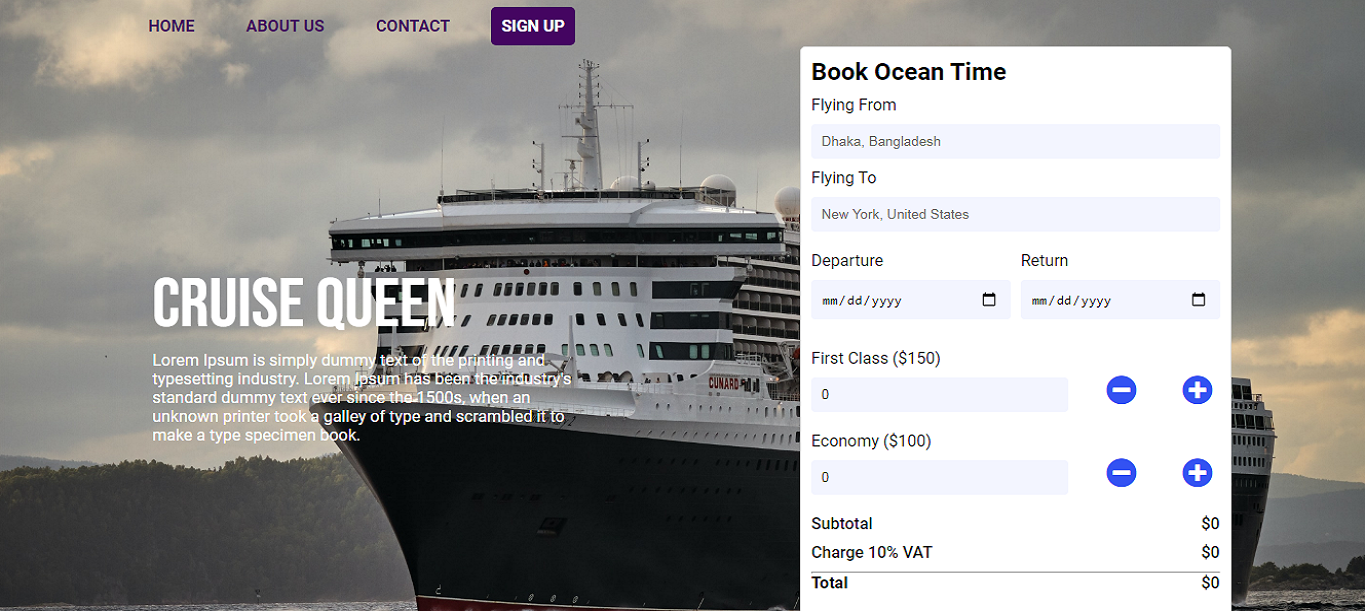 HOME ABOUT US CONTACT SIGN UP
CRUISE QUEEN
Lorem Ipsum is simply dummy text of the printing and
typesetting industry. Lorem Ipsum has been the industry's
standard dummy text ever since the 1500s, when an
unknown printer took a galley of type and scrambled it to
make a type specimen book.
CUNARD
Book Ocean Time
Flying From
Dhaka, Bangladesh
Flying To
New York, United States
Departure Return
mm/dd/yyyy mm/dd/yyyy
First Class ($150)
0
Economy ($100)
0
Subtotal $0
Charge 10% VAT $0
Total $0